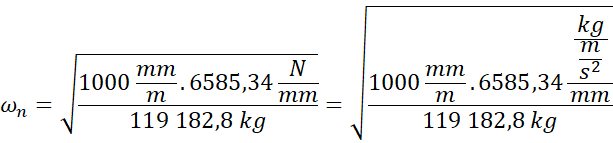 ω_n = √((1000 mm/m . 6585,34 N/mm) / (119 182,8 kg)) = √((1000 mm/m . 6585,34 (kg/(m/s²))/mm) / (119 182,8 kg))